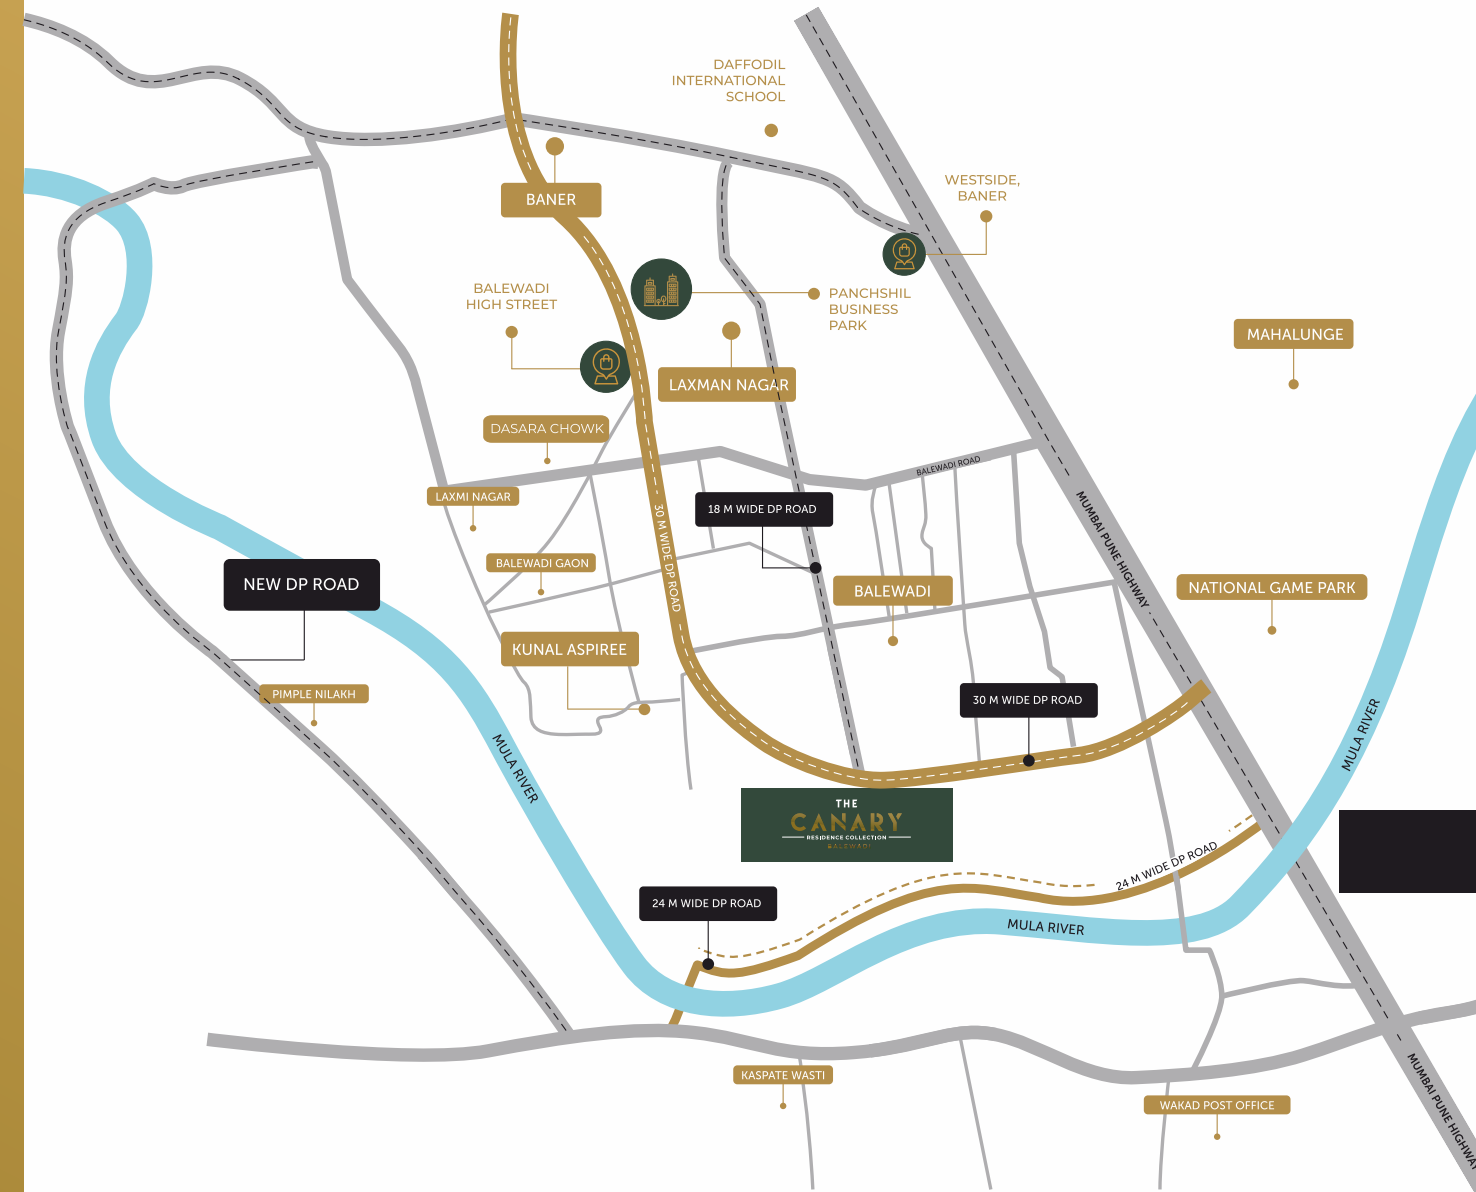 DAFFODIL
INTERNATIONAL
SCHOOL
WESTSIDE,
BANER
BANER
BALEWADI
HIGH STREET
PANCHSHIL
BUSINESS
PARK
MAHALUNGE
LAXMAN NAGAR
DASARA CHOWK
BALEWADI ROAD
LAXMI NAGAR
18 M WIDE DP ROAD
30 M WIDE DP ROAD
MUMBAI PUNE HIGHWAY
BALEWADI GAON
NEW DP ROAD
BALEWADI
NATIONAL GAME PARK
KUNAL ASPIREE
PIMPLE NILAKH
30 M WIDE DP ROAD
MULA RIVER
MULA RIVER
THE
CANARY
RESIDENCE COLLECTION
BALEWADI
24 M WIDE DP ROAD
24 M WIDE DP ROAD
MULA RIVER
KASPATE WASTI
WAKAD POST OFFICE
MUMBAI PUNE HIGHWAY